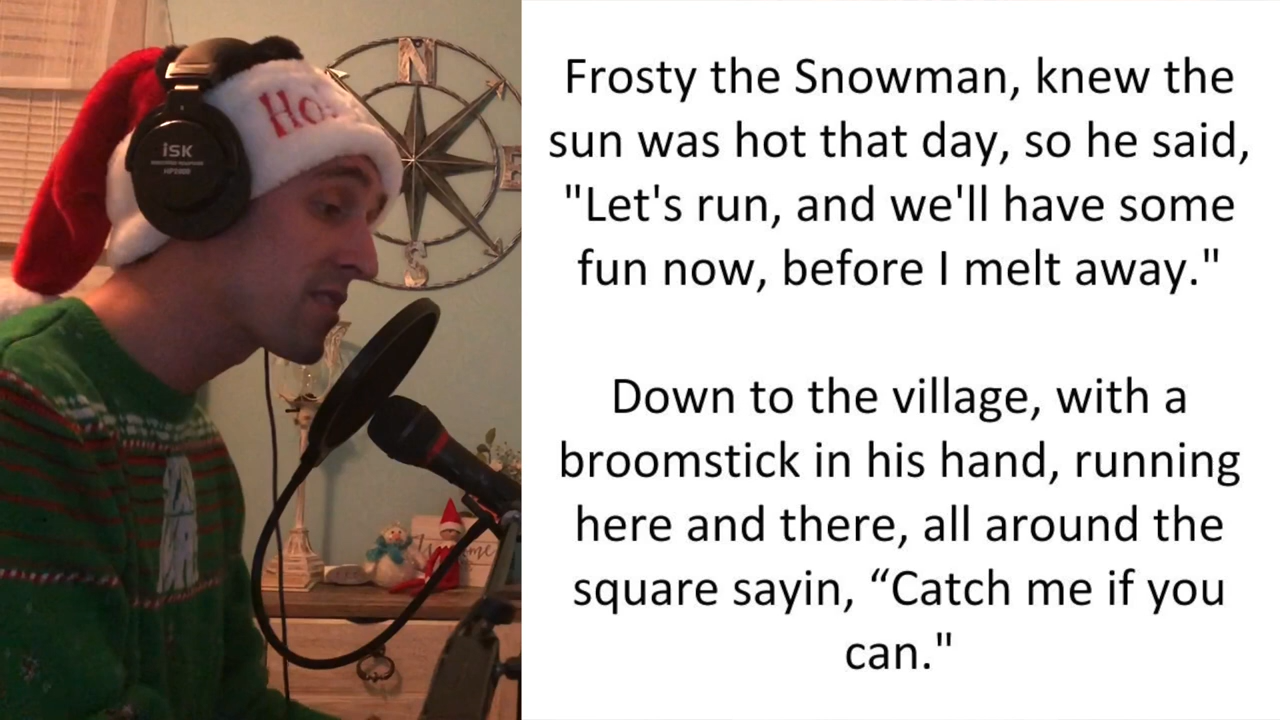 Ho
iSK
N
E
S
Frosty the Snowman, knew the
sun was hot that day, so he said,
"Let's run, and we'll have some
fun now, before I melt away."
Down to the village, with a
broomstick in his hand, running
here and there, all around the
square sayin, “Catch me if you
can."